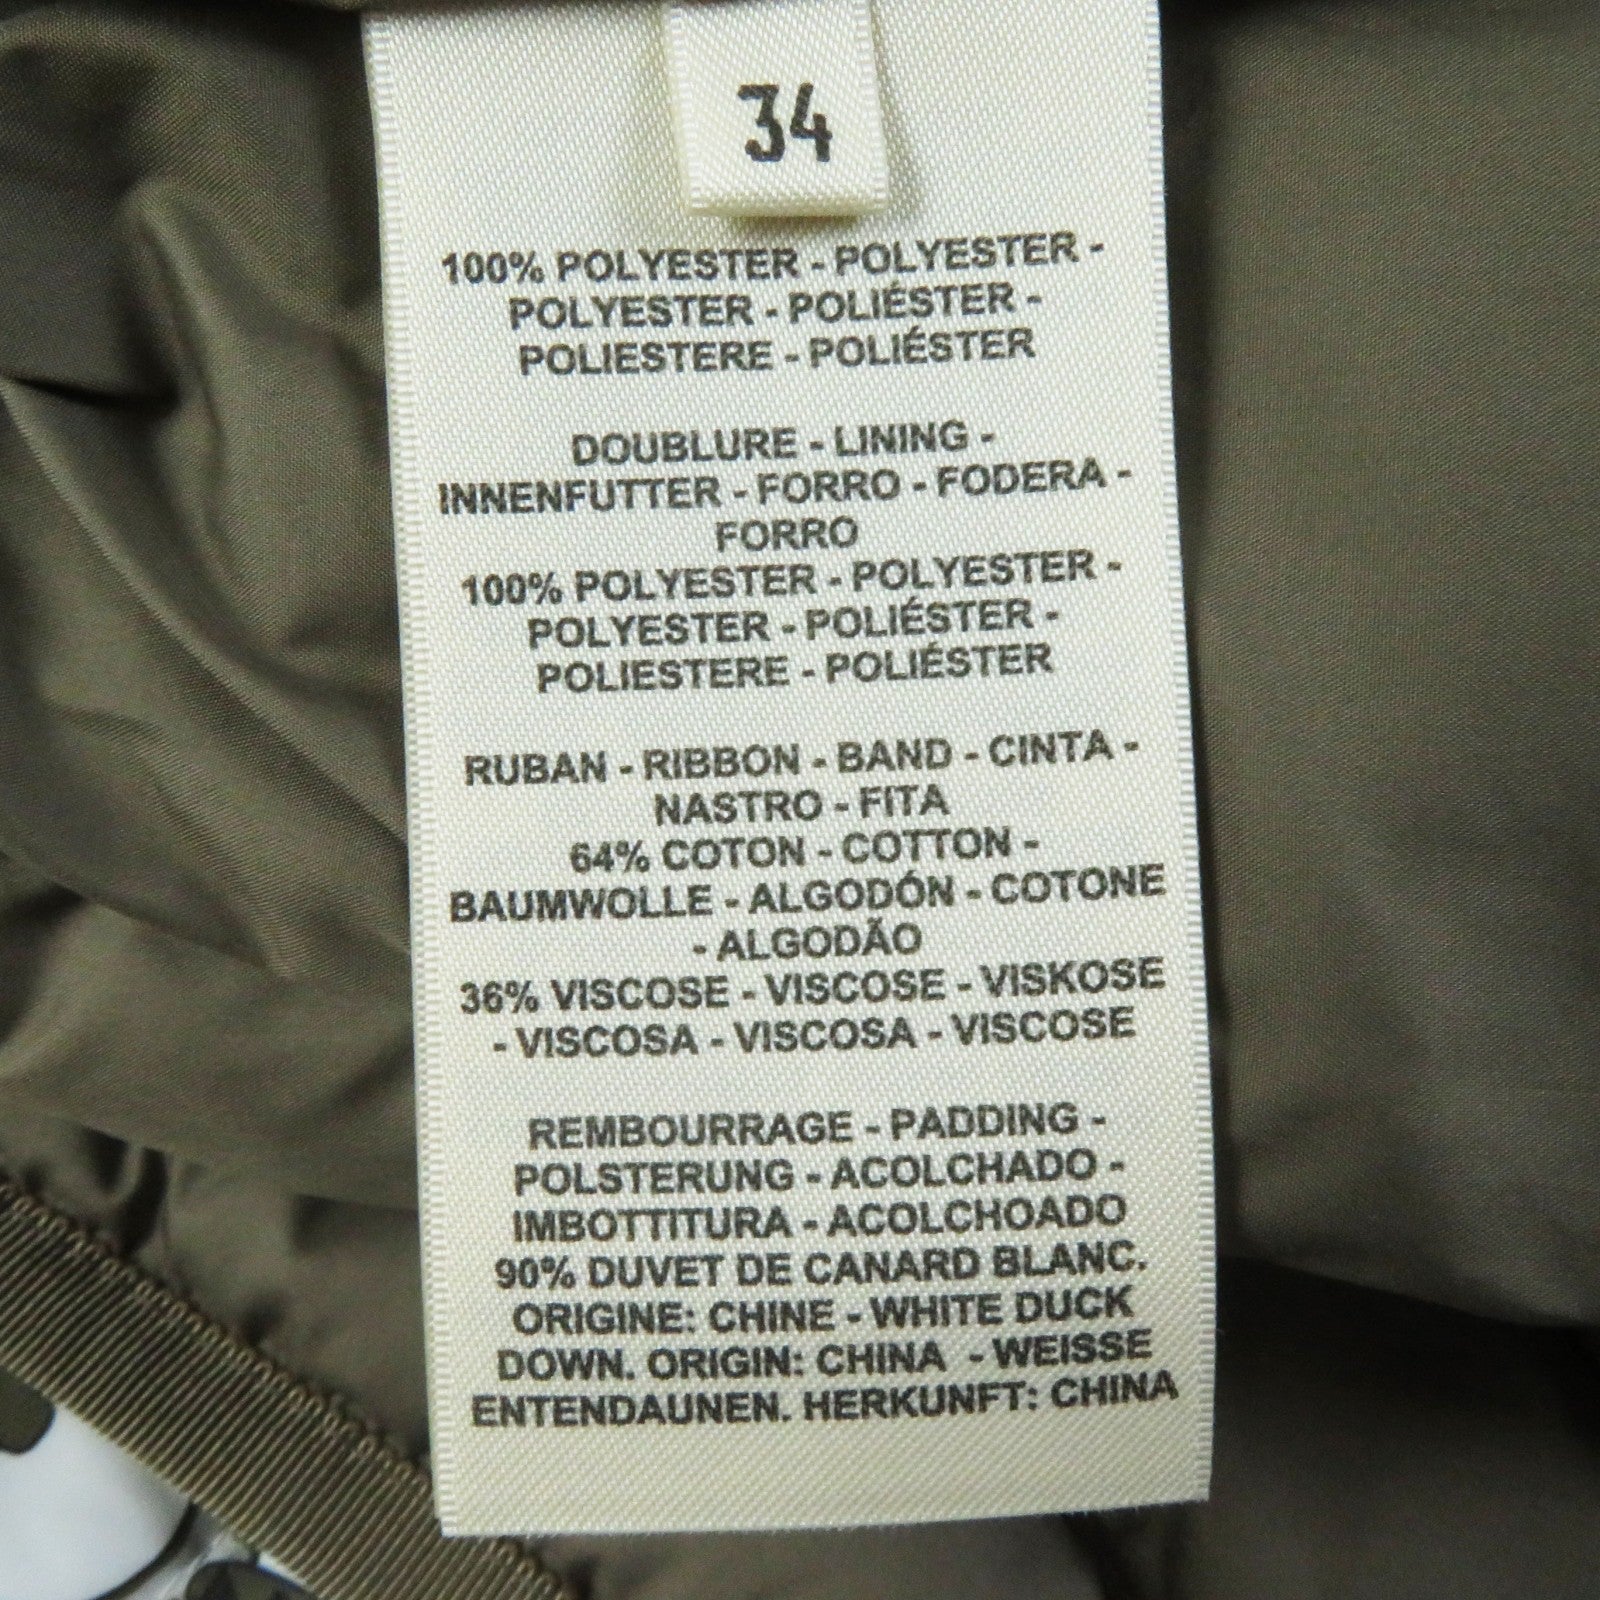 34
100% POLYESTER - POLYESTER -
POLYESTER - POLIÉSTER -
POLIESTERE - POLIÉSTER
DOUBLURE - LINING -
INNENFUTTER - FORRO - FODERA -
FORRO
100% POLYESTER - POLYESTER -
POLYESTER - POLIÉSTER -
POLIESTERE - POLIÉSTER
RUBAN - RIBBON - BAND - CINTA -
NASTRO - FITA
64% COTON - COTTON -
BAUMWOLLE - ALGODÓN - COTONE
- ALGODÃO
36% VISCOSE - VISCOSE - VISKOSE
- VISCOSA - VISCOSA - VISCOSE
REMBOURRAGE - PADDING -
POLSTERUNG - ACOLCHADO -
IMBOTTITURA - ACOLCHOADO
90% DUVET DE CANARD BLANC.
ORIGINE: CHINE - WHITE DUCK
DOWN. ORIGIN: CHINA - WEISSE
ENTENDAUNEN. HERKUNFT: CHINA